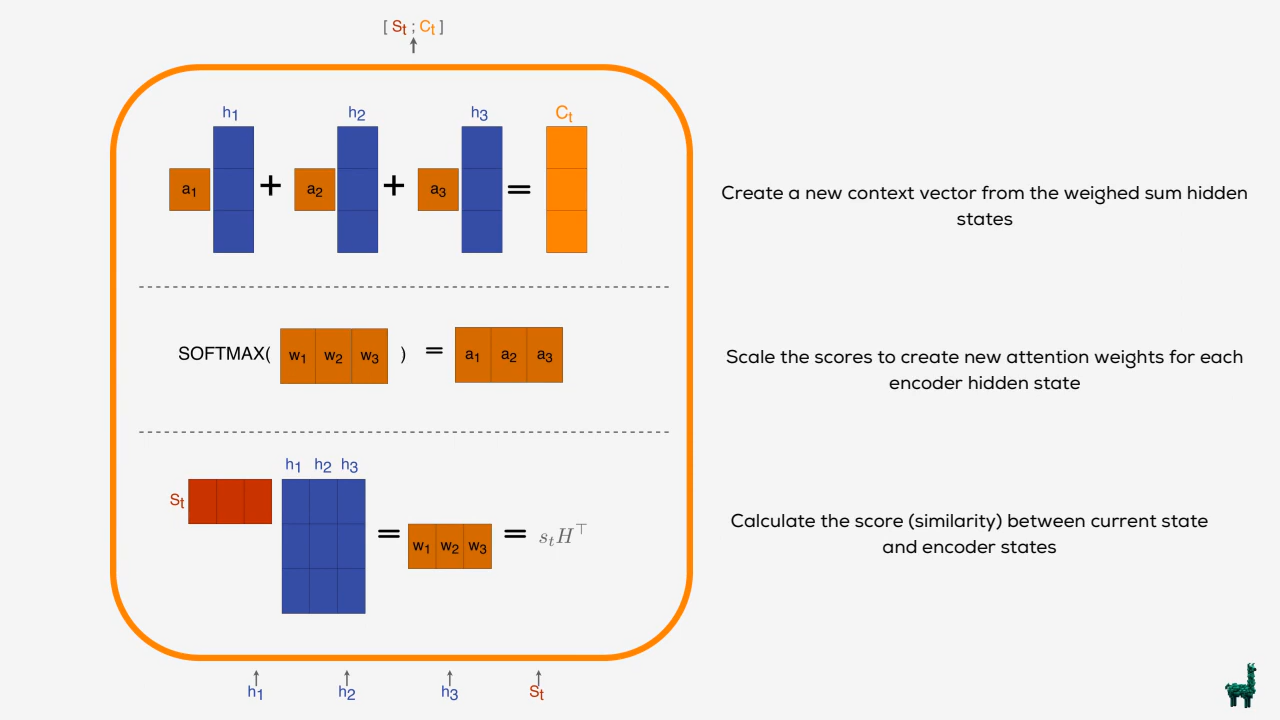 [ St ; Ct ]
h1 h2 h3 Ct
a1 + a2 + a3 =
Create a new context vector from the weighed sum hidden
states
SOFTMAX( w1 w2 w3 ) = a1 a2 a3
Scale the scores to create new attention weights for each
encoder hidden state
h1 h2 h3
St = w1 w2 w3 = stH⊤
Calculate the score (similarity) between current state
and encoder states
h1 h2 h3 St